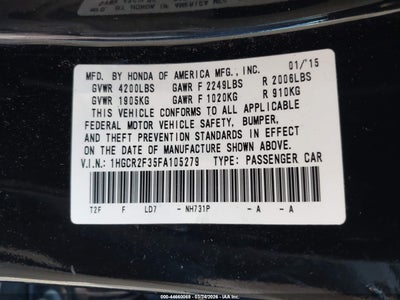 MFD. BY HONDA OF AMERICA MFG., INC. 01/15
GVWR 4200LBS GAWR F 2249LBS R 2006LBS
GVWR 1905KG GAWR F 1020KG R 910KG
THIS VEHICLE CONFORMS TO ALL APPLICABLE
FEDERAL MOTOR VEHICLE SAFETY, BUMPER,
AND THEFT PREVENTION STANDARDS IN EFFECT
ON THE DATE OF MANUFACTURE SHOWN ABOVE.
V.I.N: 1HGCR2F35FA105279 TYPE: PASSENGER CAR
T2F F LD7 - NH731P - A - A
000-44660069 - 03/24/2026 - IAA Inc.